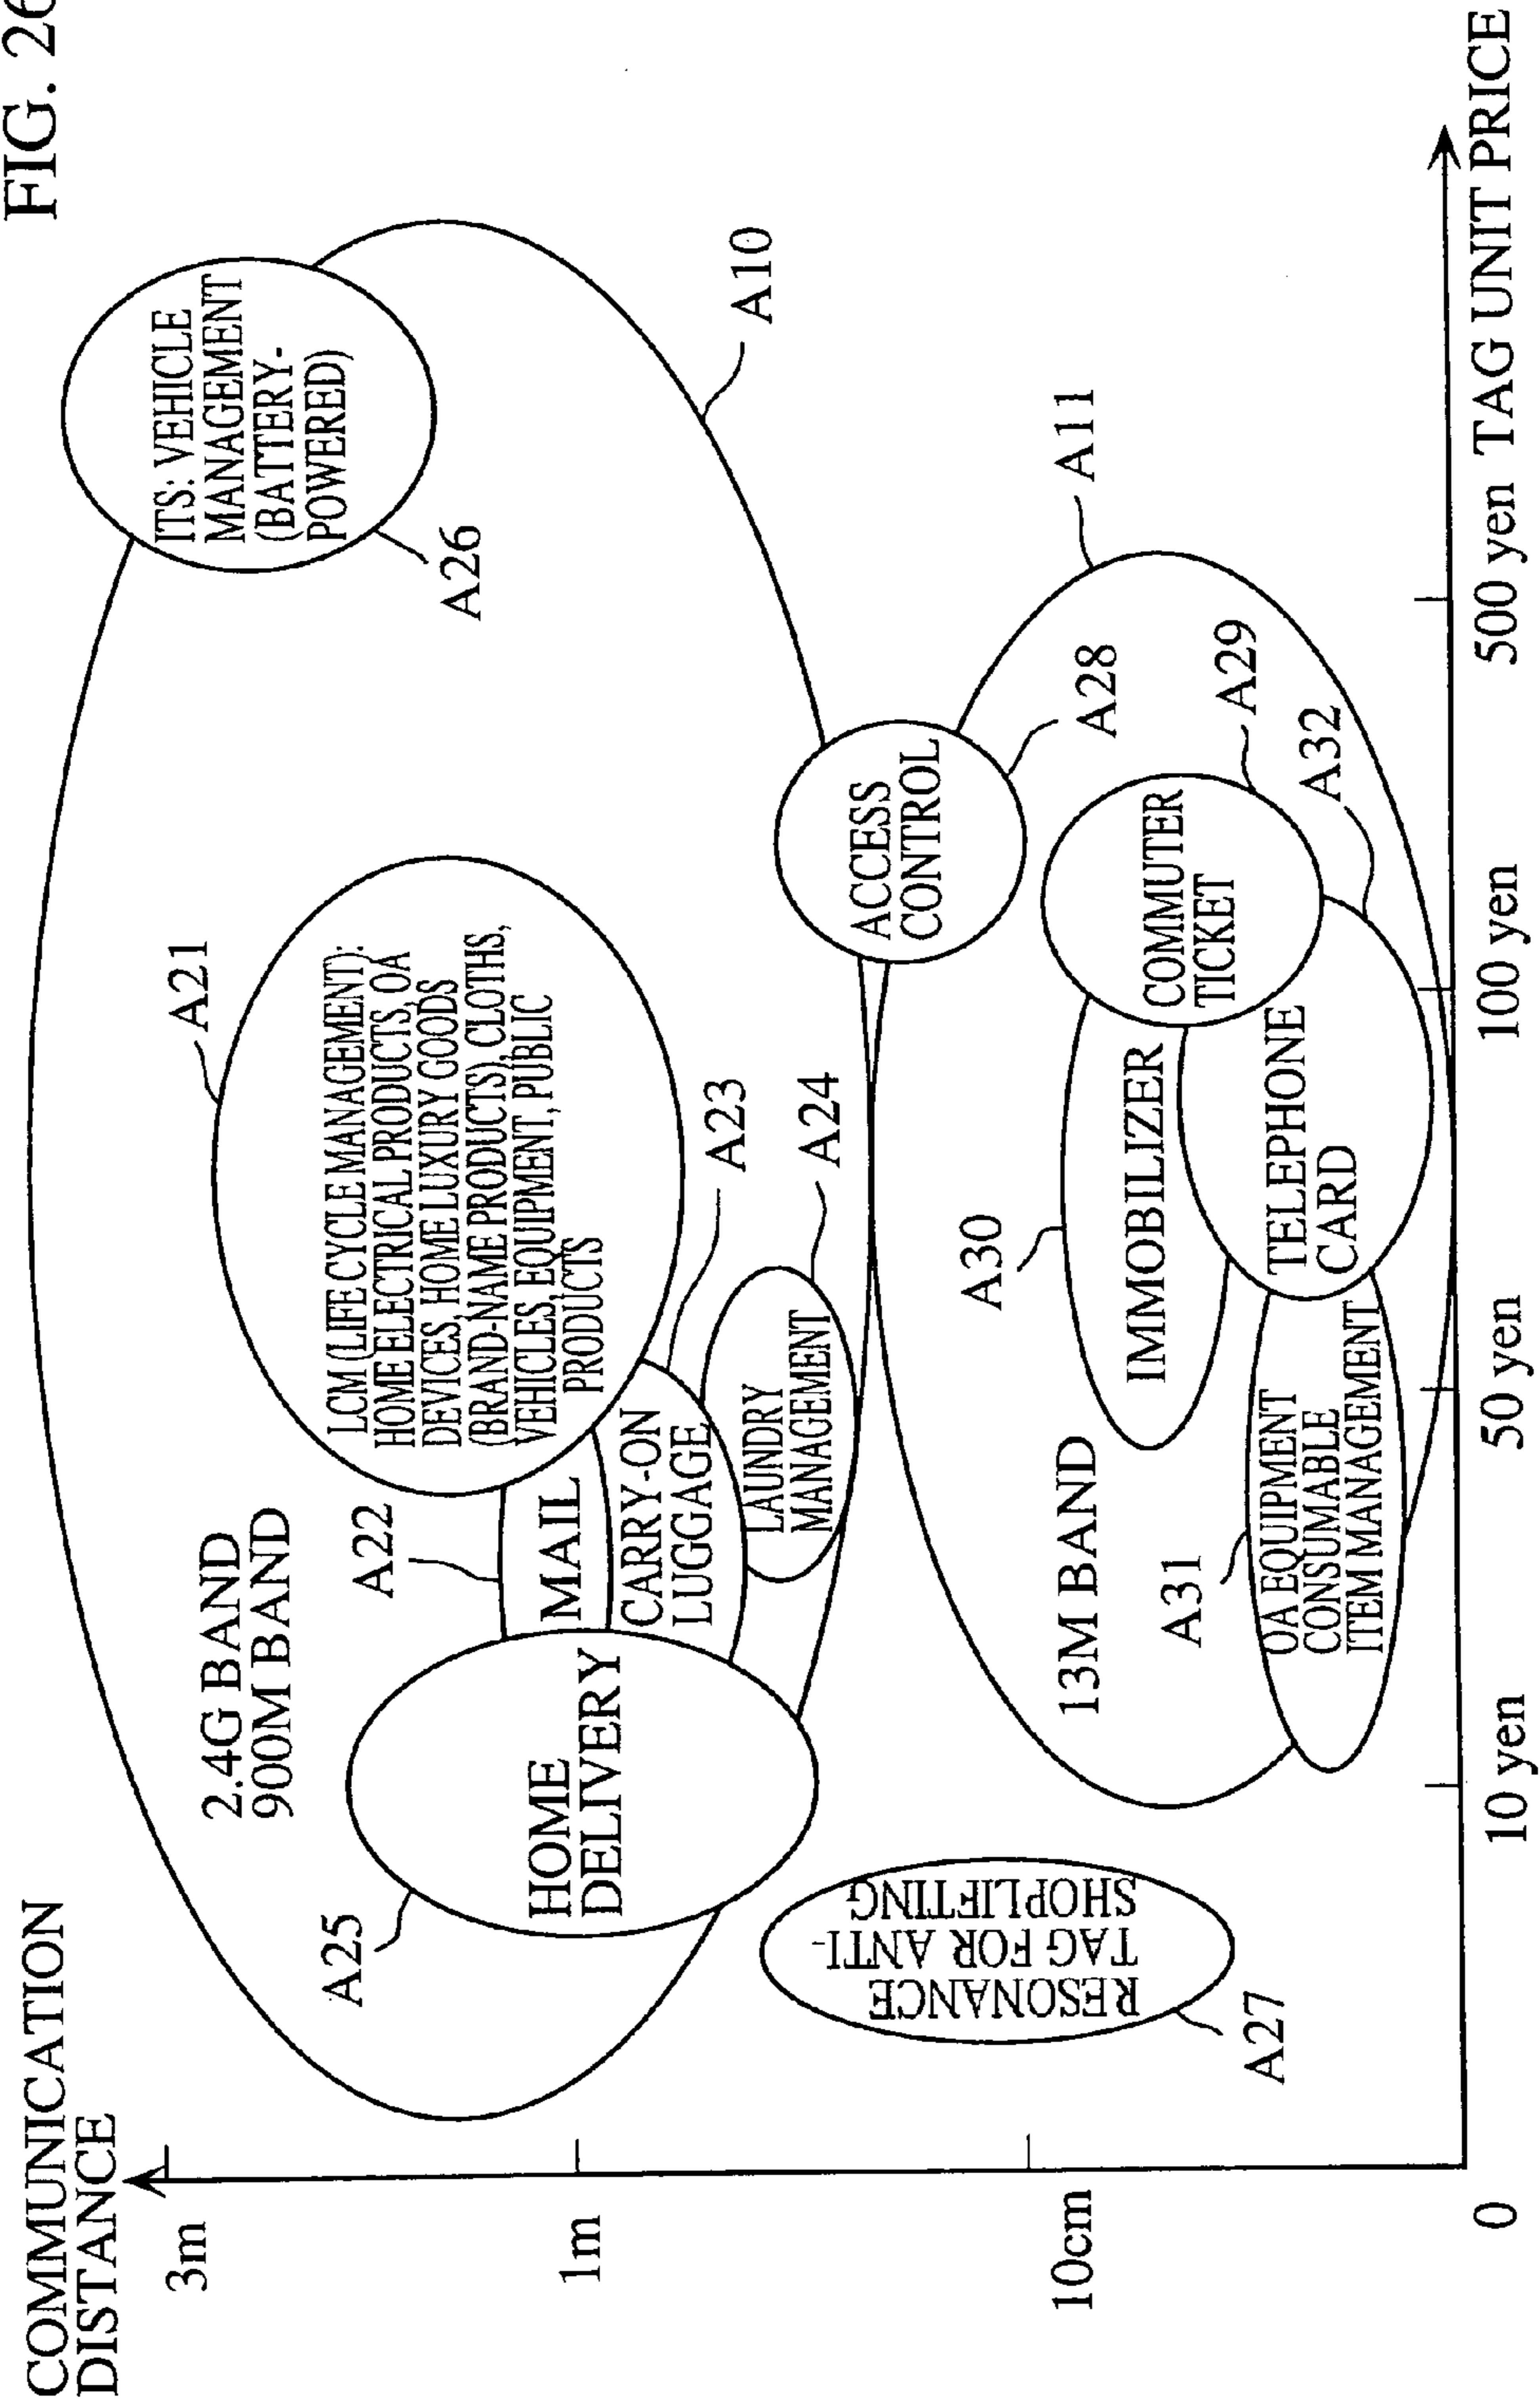 FIG. 26
COMMUNICATION
DISTANCE
3m
1m
10cm
0
10 yen
50 yen
100 yen
500 yen
TAG UNIT PRICE
2.4G BAND
900M BAND
A10
ITS: VEHICLE
MANAGEMENT
(BATTERY-
POWERED)
A26
A21
LCM (LIFE CYCLE MANAGEMENT):
HOME ELECTRICAL PRODUCTS, OA
DEVICES, HOME LUXURY GOODS
(BRAND-NAME PRODUCTS), CLOTHS,
VEHICLES, EQUIPMENT, PUBLIC
PRODUCTS
A22
MAIL
A23
CARRY-ON
LUGGAGE
A24
LAUNDRY
MANAGEMENT
A25
HOME
DELIVERY
RESONANCE
TAG FOR ANTI-
SHOPLIFTING
A27
ACCESS
CONTROL
A28
A11
13M BAND
COMMUTER
TICKET
A29
A30
IMMOBILIZER
TELEPHONE
CARD
A32
A31
OA EQUIPMENT
CONSUMABLE
ITEM MANAGEMENT